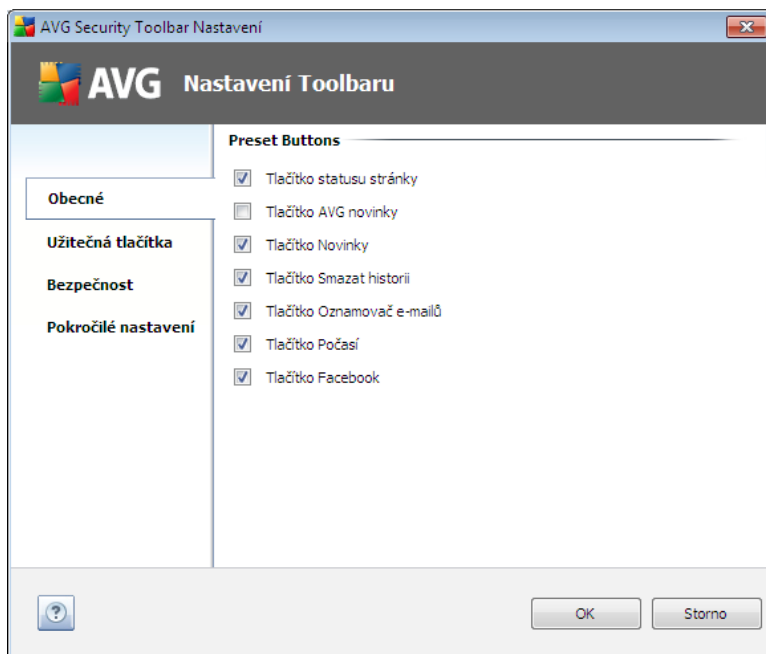 AVG Security Toolbar Nastavení
AVG Nastavení Toolbaru
Obecné
Užitečná tlačítka
Bezpečnost
Pokročilé nastavení
Preset Buttons
Tlačítko statusu stránky
Tlačítko AVG novinky
Tlačítko Novinky
Tlačítko Smazat historii
Tlačítko Oznamovač e-mailů
Tlačítko Počasí
Tlačítko Facebook
?
OK
Storno